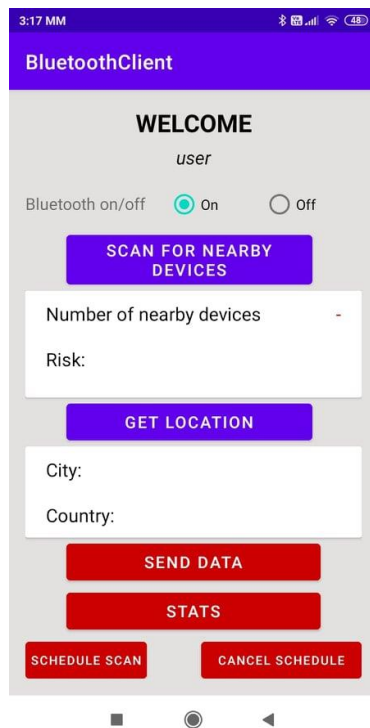 3:17 MM 48
BluetoothClient
WELCOME
user
Bluetooth on/off On Off
SCAN FOR NEARBY
DEVICES
Number of nearby devices -
Risk:
GET LOCATION
City:
Country:
SEND DATA
STATS
SCHEDULE SCAN CANCEL SCHEDULE